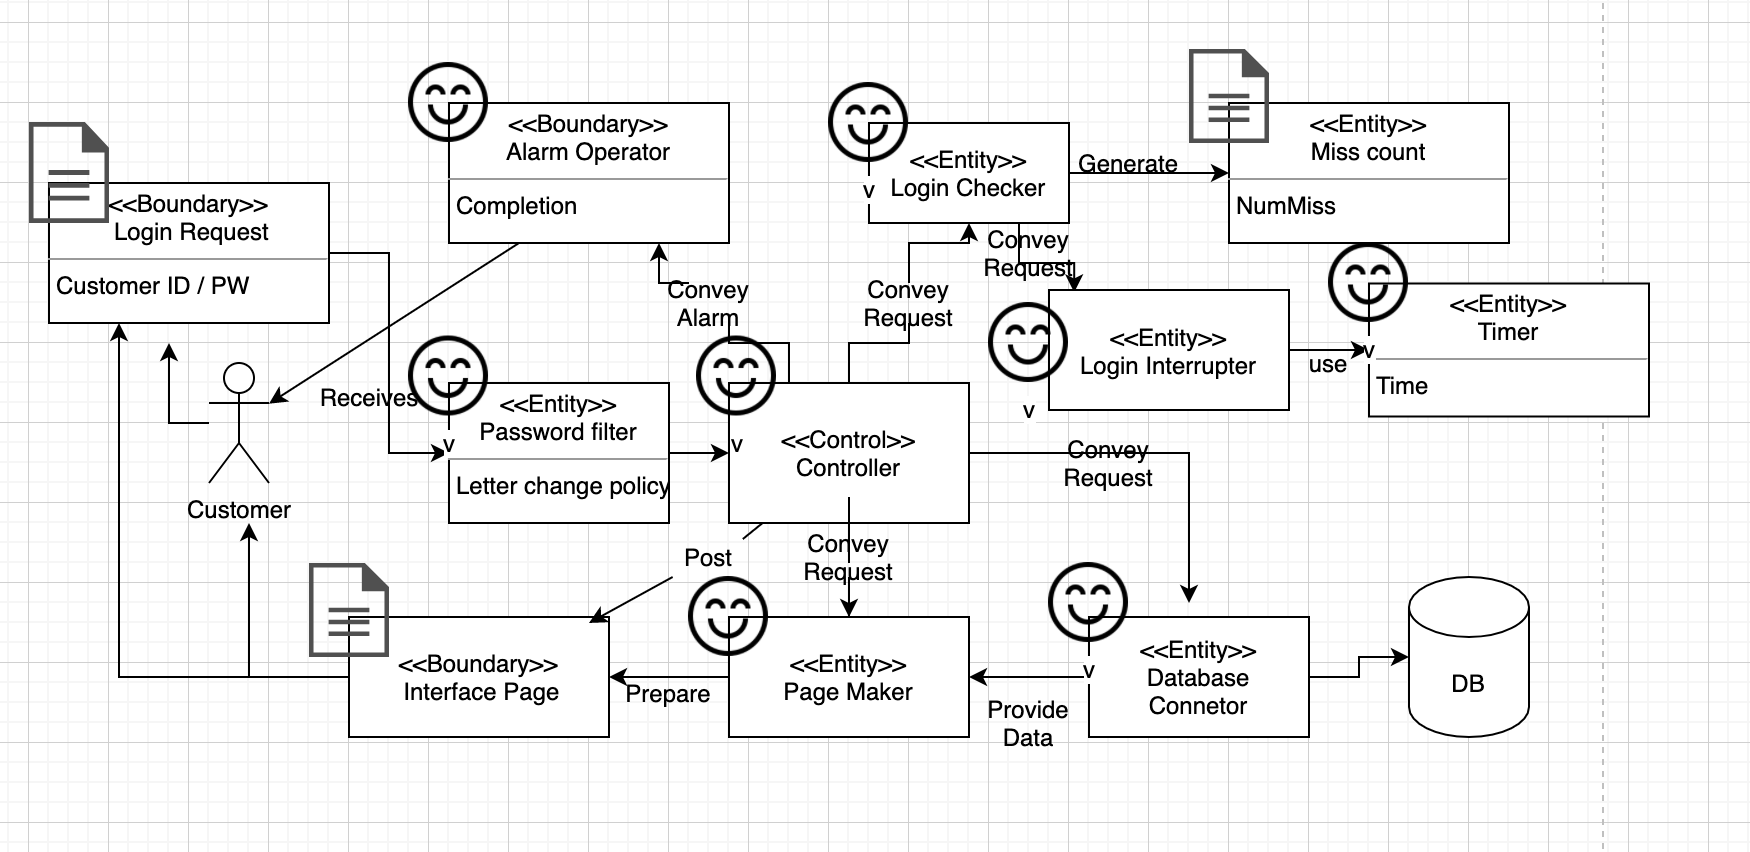 <<Boundary>>
Alarm Operator
Completion
<<Entity>>
Login Checker
v
Generate
<<Entity>>
Miss count
NumMiss
<<Boundary>>
Login Request
Customer ID / PW
Convey
Request
Convey
Alarm
Convey
Request
<<Entity>>
Login Interrupter
v
use
<<Entity>>
Timer
v
Time
Receives
<<Entity>>
Password filter
v
Letter change policy
<<Control>>
Controller
v
Convey
Request
Customer
Post
Convey
Request
<<Boundary>>
Interface Page
Prepare
<<Entity>>
Page Maker
Provide
Data
<<Entity>>
Database
Connetor
v
DB